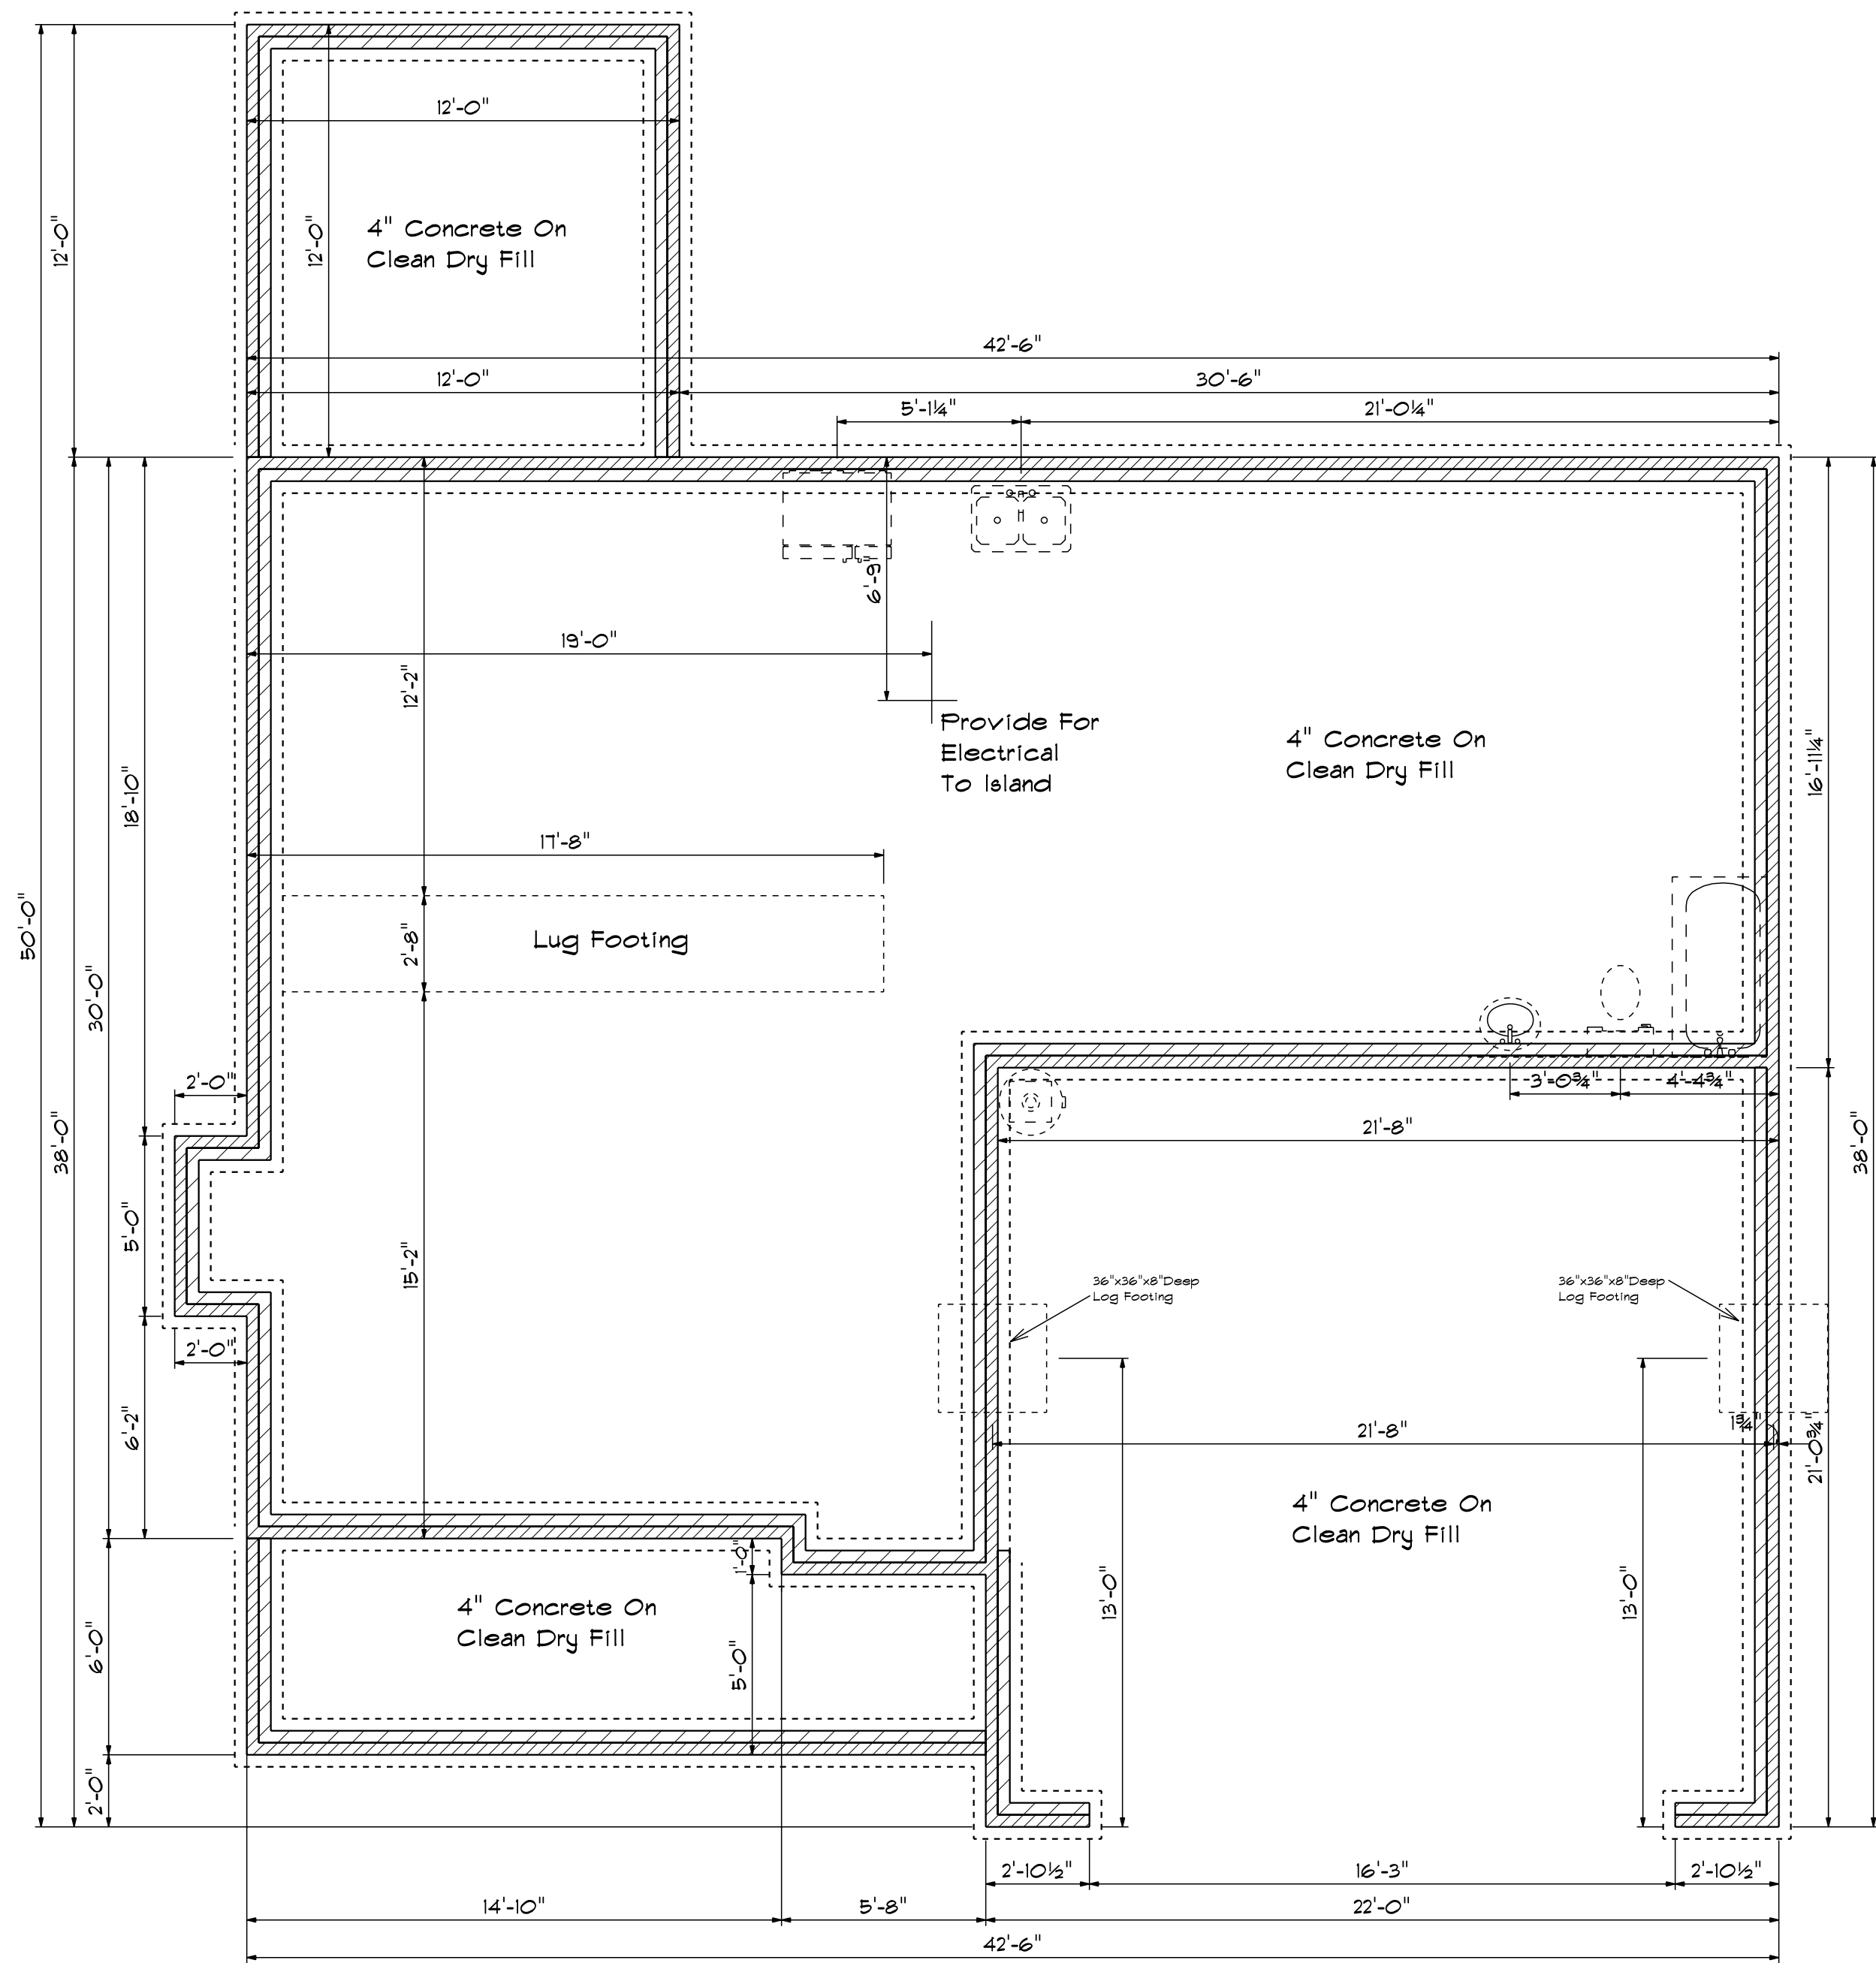 12'-0"
12'-0"
12'-0"
4" Concrete On
Clean Dry Fill
42'-6"
12'-0"
30'-6"
5'-1¼"
21'-0¼"
6'-9"
19'-0"
12'-2"
Provide For
Electrical
To Island
4" Concrete On
Clean Dry Fill
16'-11¼"
18'-10"
17'-8"
50'-0"
2'-8"
Lug Footing
30'-0"
38'-0"
2'-0"
3'-0¾"
4'-4¾"
21'-8"
38'-0"
5'-0"
15'-2"
36"x36"x8"Deep
Log Footing
36"x36"x8"Deep
Log Footing
2'-0"
6'-2"
21'-8"
1¾"
21'-0¾"
4" Concrete On
Clean Dry Fill
1'-0"
13'-0"
13'-0"
4" Concrete On
Clean Dry Fill
6'-0"
5'-0"
2'-0"
2'-10½"
16'-3"
2'-10½"
14'-10"
5'-8"
22'-0"
42'-6"